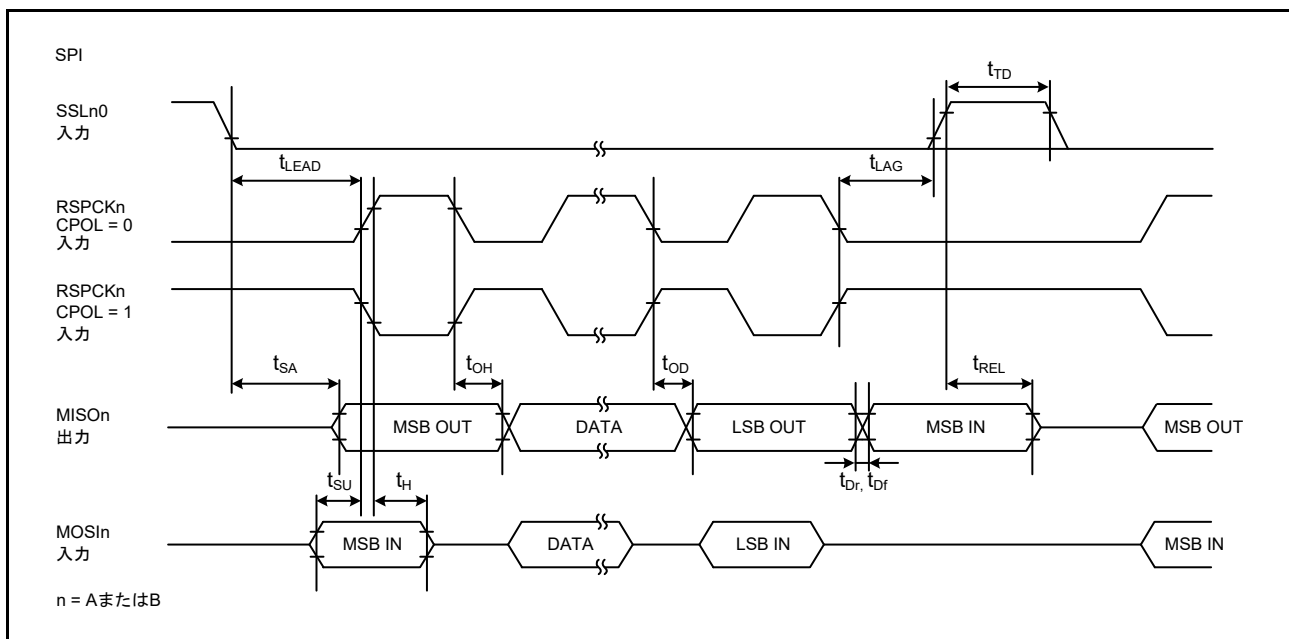 SPI
tTD
SSLn0
入力
tLEAD
tLAG
RSPCKn
CPOL = 0
入力
RSPCKn
CPOL = 1
入力
tSA
tOH
tOD
tREL
MISOn
出力
MSB OUT
DATA
LSB OUT
MSB IN
MSB OUT
tSU
tH
tDr, tDf
MOSIn
入力
MSB IN
DATA
LSB IN
MSB IN
n = AまたはB